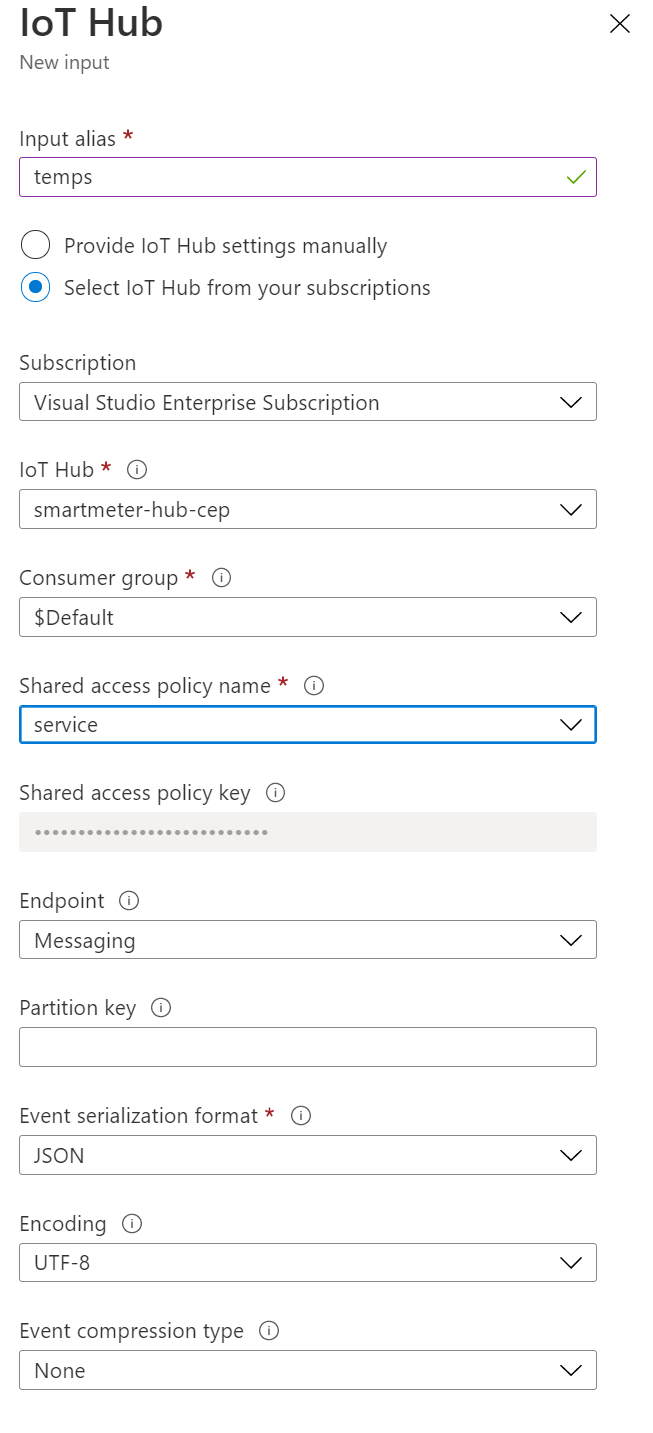 IoT Hub
New input
Input alias *
temps
Provide IoT Hub settings manually
Select IoT Hub from your subscriptions
Subscription
Visual Studio Enterprise Subscription
IoT Hub *
smartmeter-hub-cep
Consumer group *
$Default
Shared access policy name *
service
Shared access policy key
•••••••••••••••••••••••••••
Endpoint
Messaging
Partition key
Event serialization format *
JSON
Encoding
UTF-8
Event compression type
None